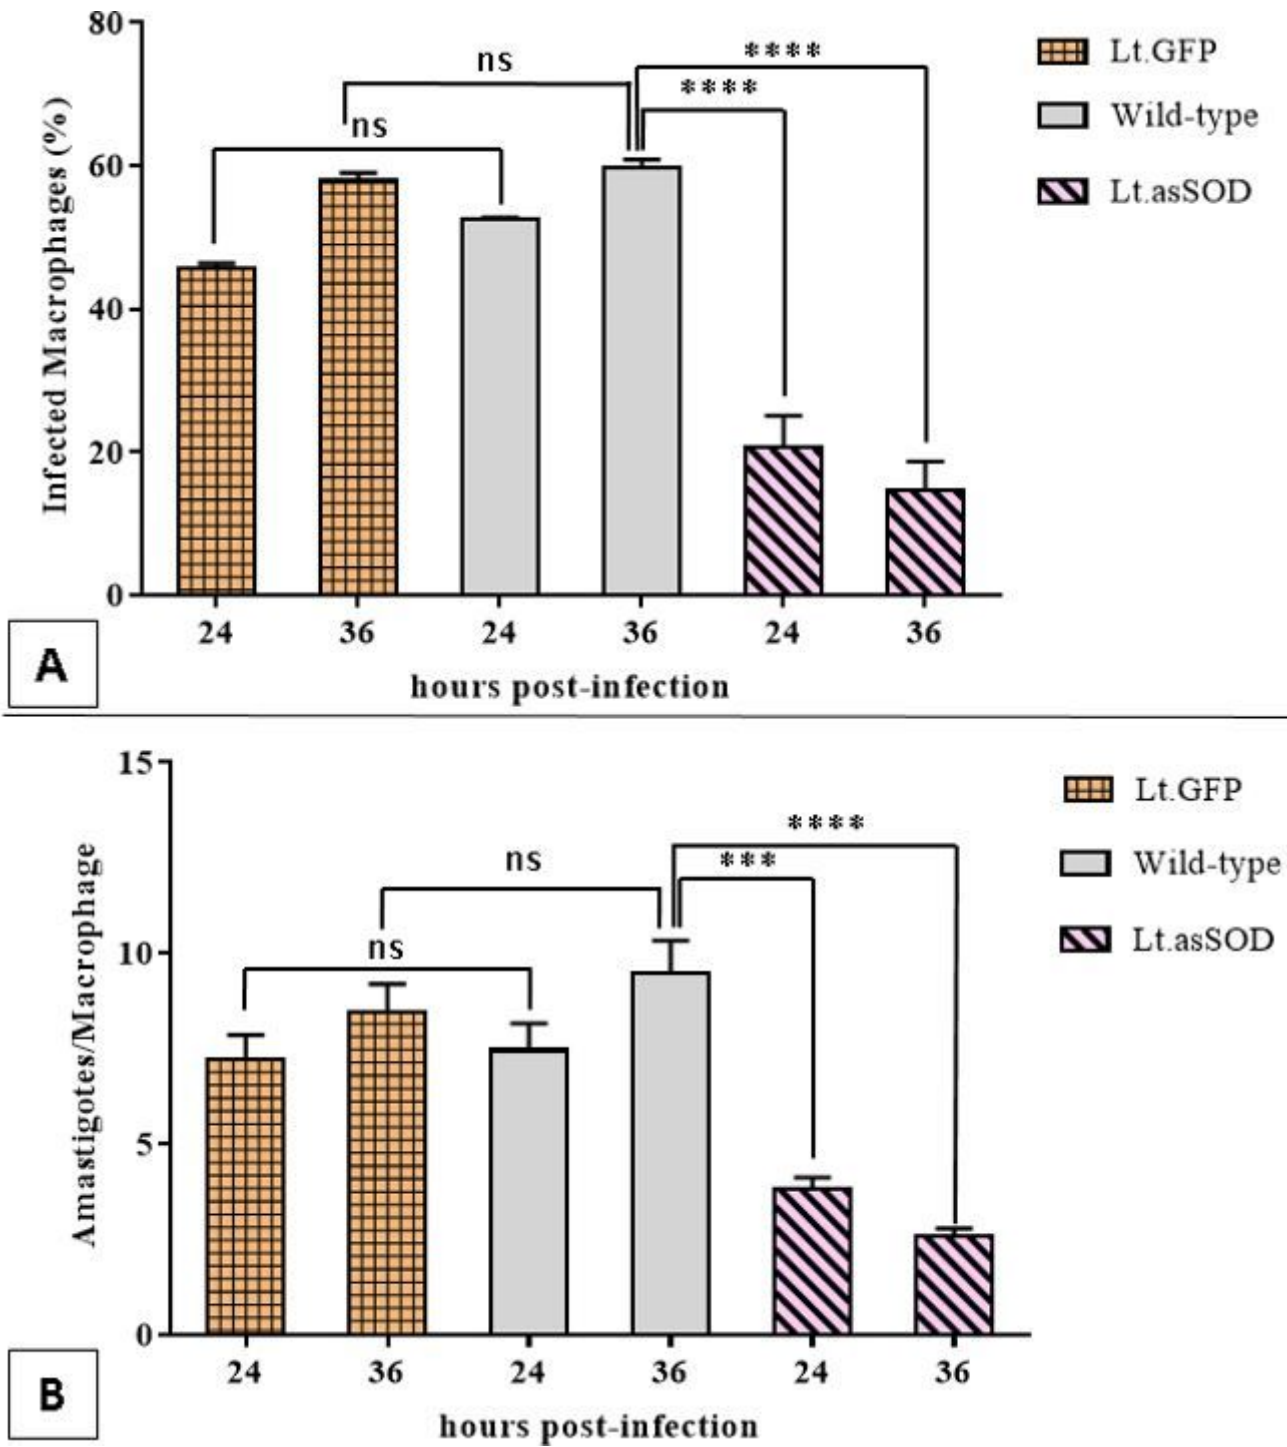 80
60
40
20
0
Infected Macrophages (%)
ns
ns
****
****
Lt.GFP
Wild-type
Lt.asSOD
24 36 24 36 24 36
hours post-infection
A
15
10
5
0
Amastigotes/Macrophage
ns
ns
****
***
Lt.GFP
Wild-type
Lt.asSOD
24 36 24 36 24 36
hours post-infection
B